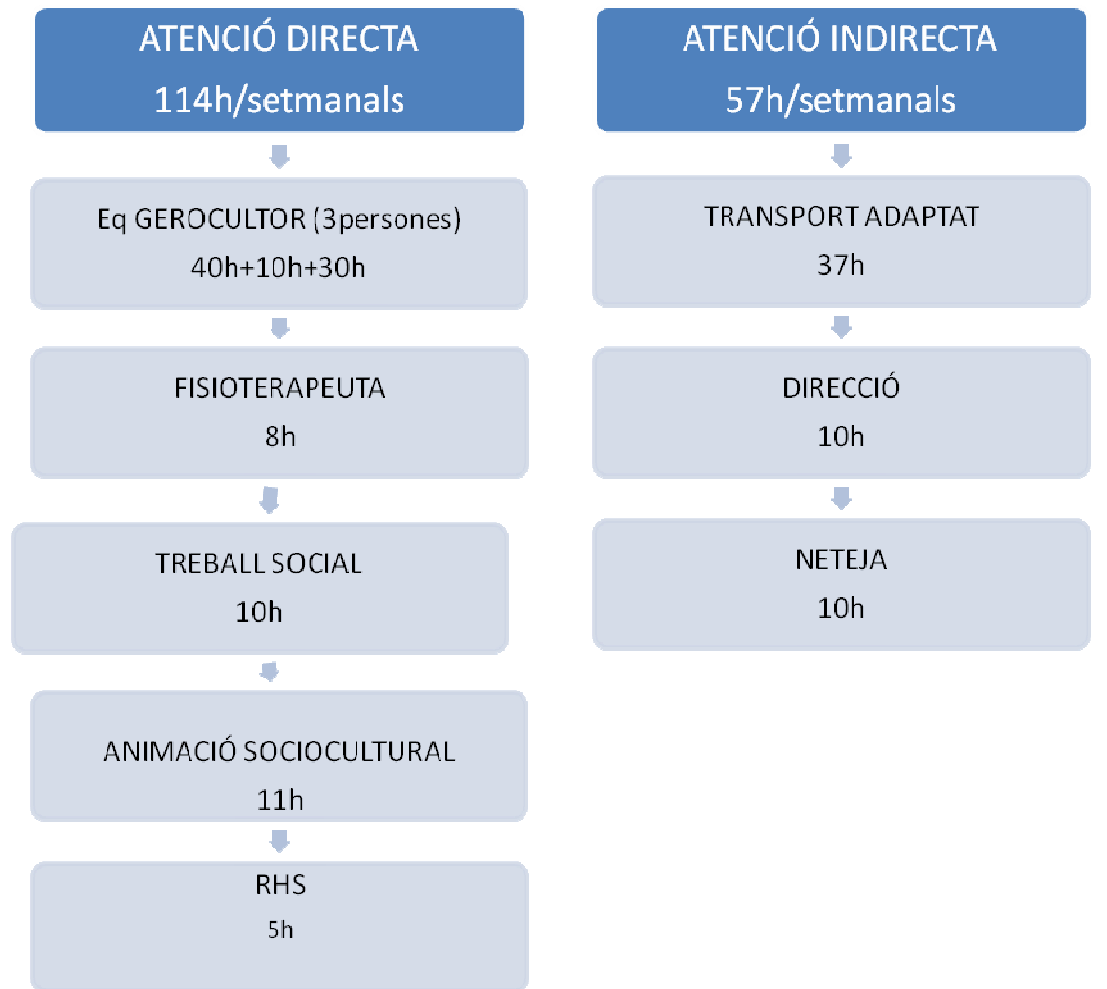 ATENCIÓ DIRECTA
114h/setmanals
Eq GEROCULTOR (3persones)
40h+10h+30h
FISIOTERAPEUTA
8h
TREBALL SOCIAL
10h
ANIMACIÓ SOCIOCULTURAL
11h
RHS
5h
ATENCIÓ INDIRECTA
57h/setmanals
TRANSPORT ADAPTAT
37h
DIRECCIÓ
10h
NETEJA
10h